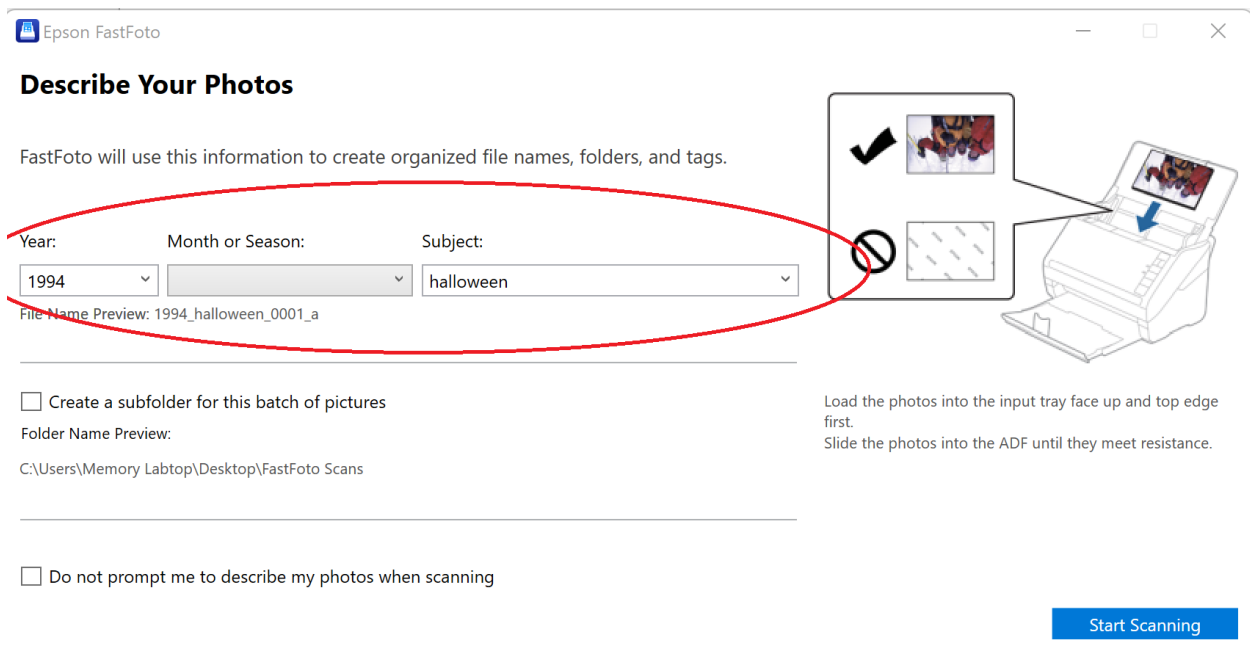 Epson FastFoto
Describe Your Photos
FastFoto will use this information to create organized file names, folders, and tags.
Year:
Month or Season:
Subject:
1994
halloween
File Name Preview: 1994_halloween_0001_a
Create a subfolder for this batch of pictures
Folder Name Preview:
C:\Users\Memory Labtop\Desktop\FastFoto Scans
Do not prompt me to describe my photos when scanning
Load the photos into the input tray face up and top edge
first.
Slide the photos into the ADF until they meet resistance.
Start Scanning